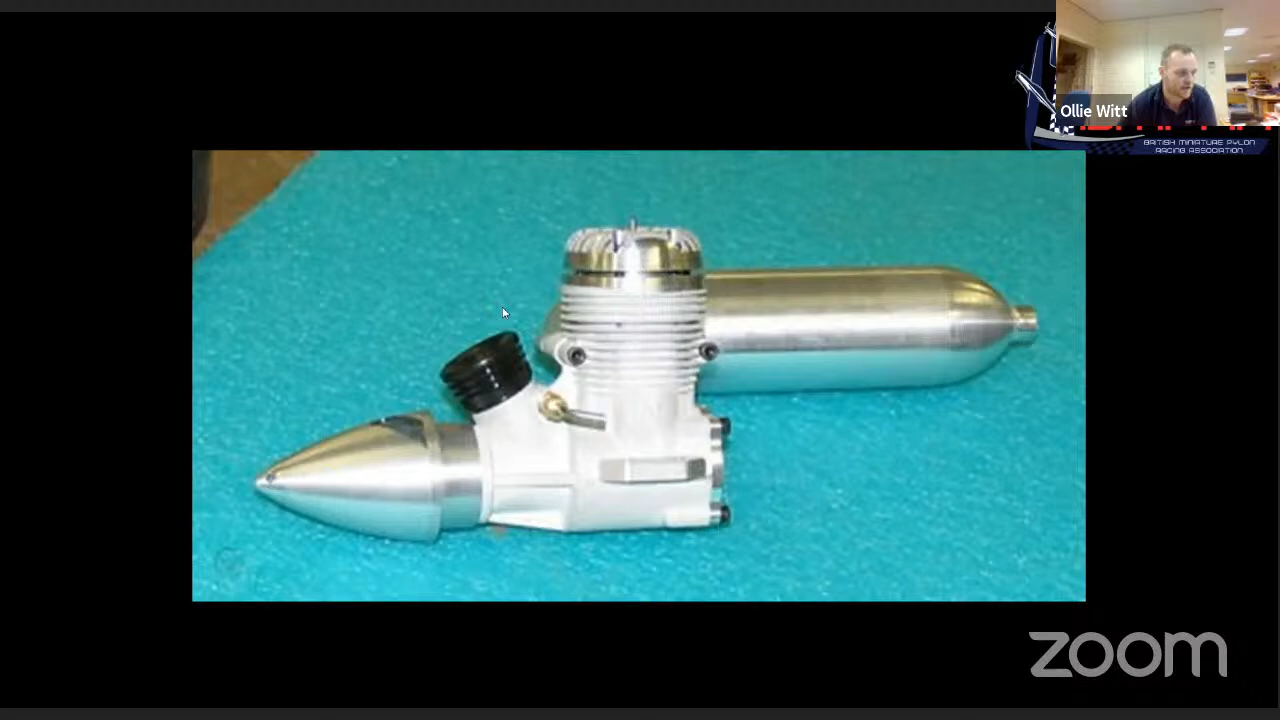 Ollie Witt
BRITISH MINIATURE PYLON
RACING ASSOCIATION
zoom